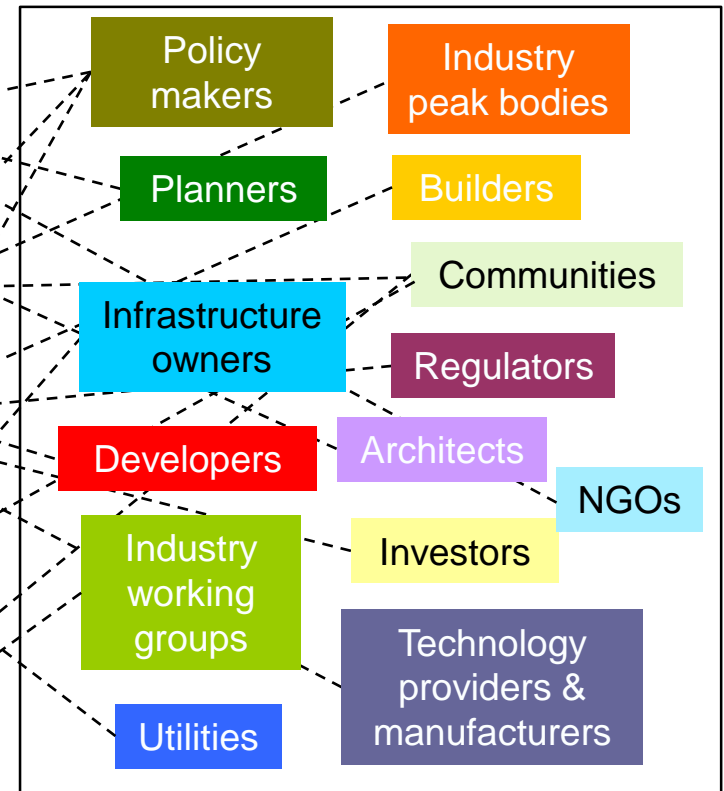 Policy
makers
Industry
peak bodies
Planners
Builders
Communities
Infrastructure
owners
Regulators
Developers
Architects
NGOs
Industry
working
groups
Investors
Technology
providers &
manufacturers
Utilities